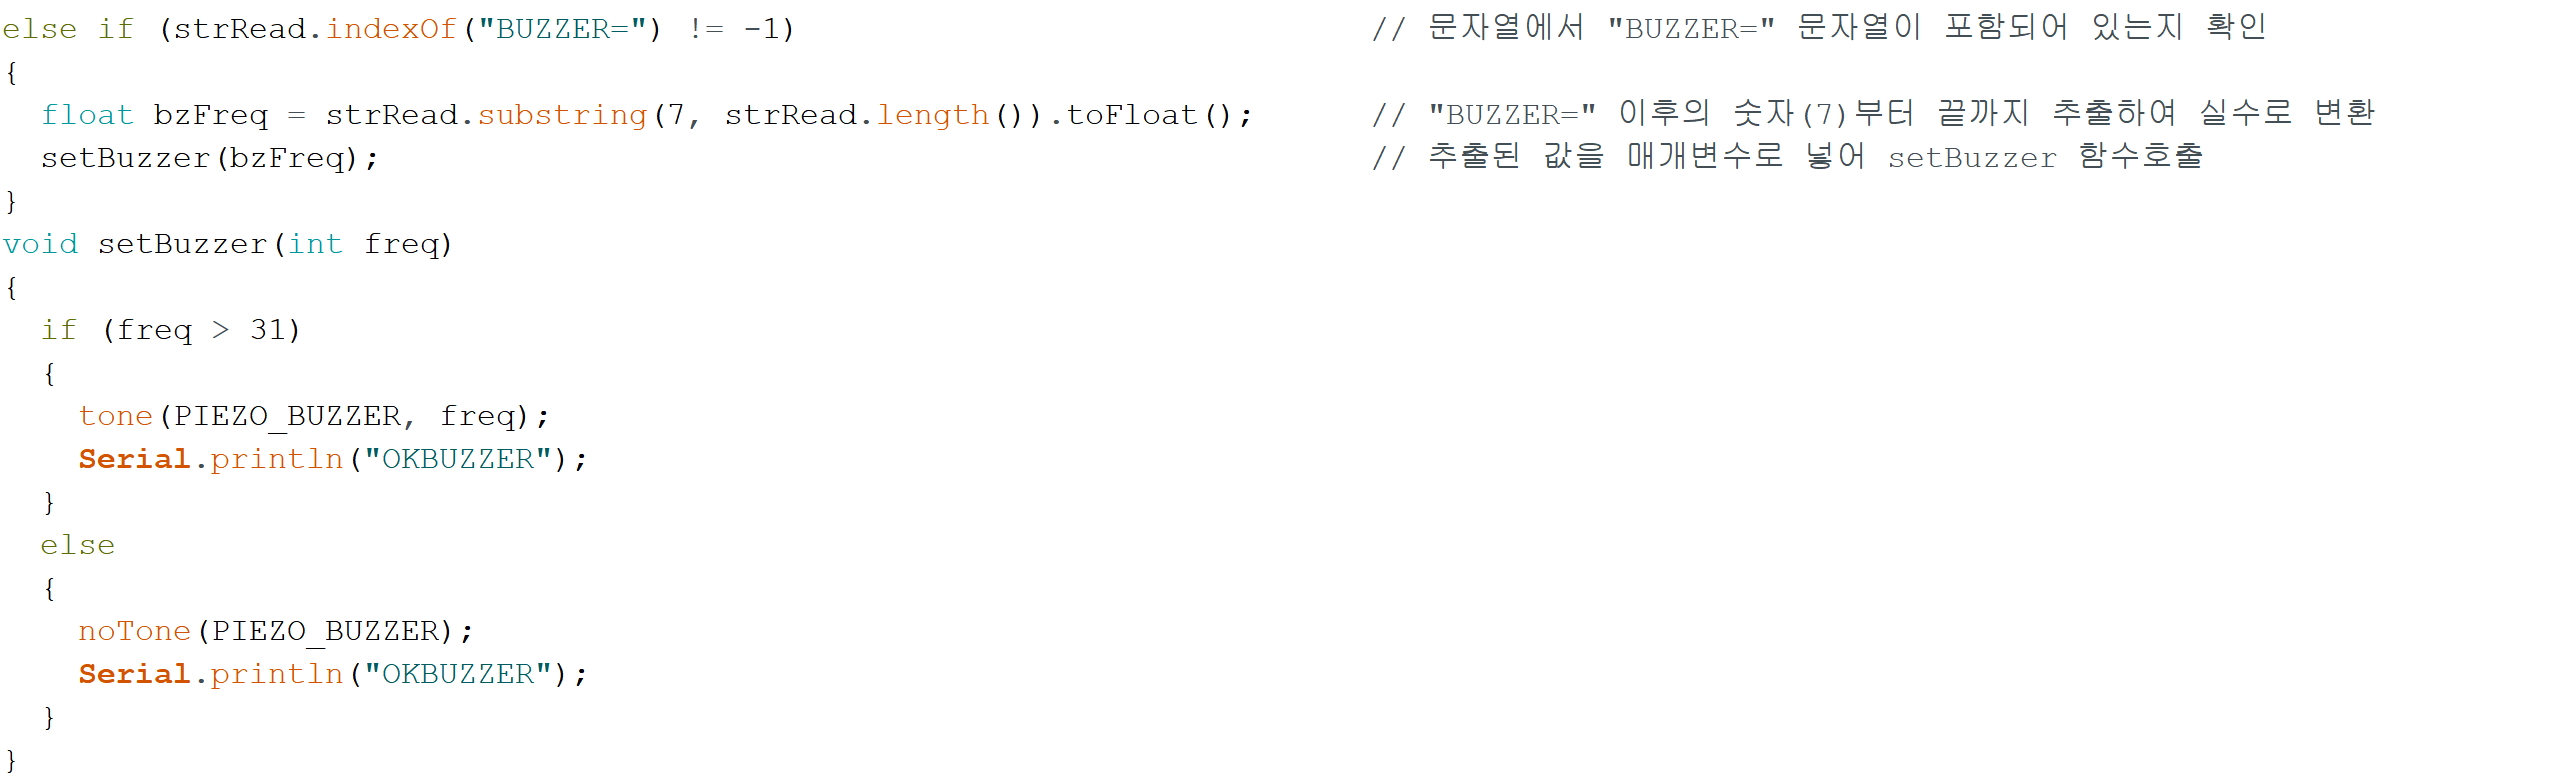 else if (strRead.indexOf("BUZZER=") != -1) // 문자열에서 "BUZZER=" 문자열이 포함되어 있는지 확인
{
  float bzFreq = strRead.substring(7, strRead.length()).toFloat(); // "BUZZER=" 이후의 숫자(7)부터 끝까지 추출하여 실수로 변환
  setBuzzer(bzFreq); // 추출된 값을 매개변수로 넣어 setBuzzer 함수호출
}
void setBuzzer(int freq)
{
  if (freq > 31)
  {
    tone(PIEZO_BUZZER, freq);
    Serial.println("OKBUZZER");
  }
  else
  {
    noTone(PIEZO_BUZZER);
    Serial.println("OKBUZZER");
  }
}